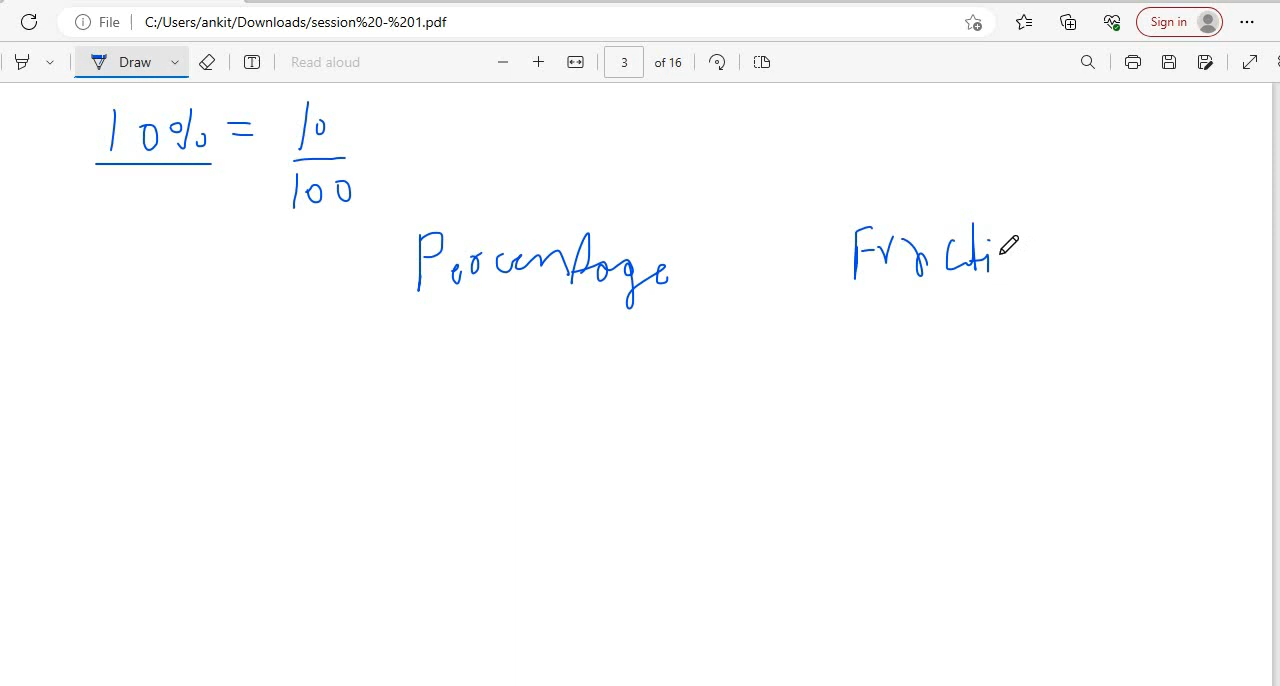 File C:/Users/ankit/Downloads/session%20-%201.pdf Sign in
Draw Read aloud 3 of 16
10% = 10
100
Percentage Fracti